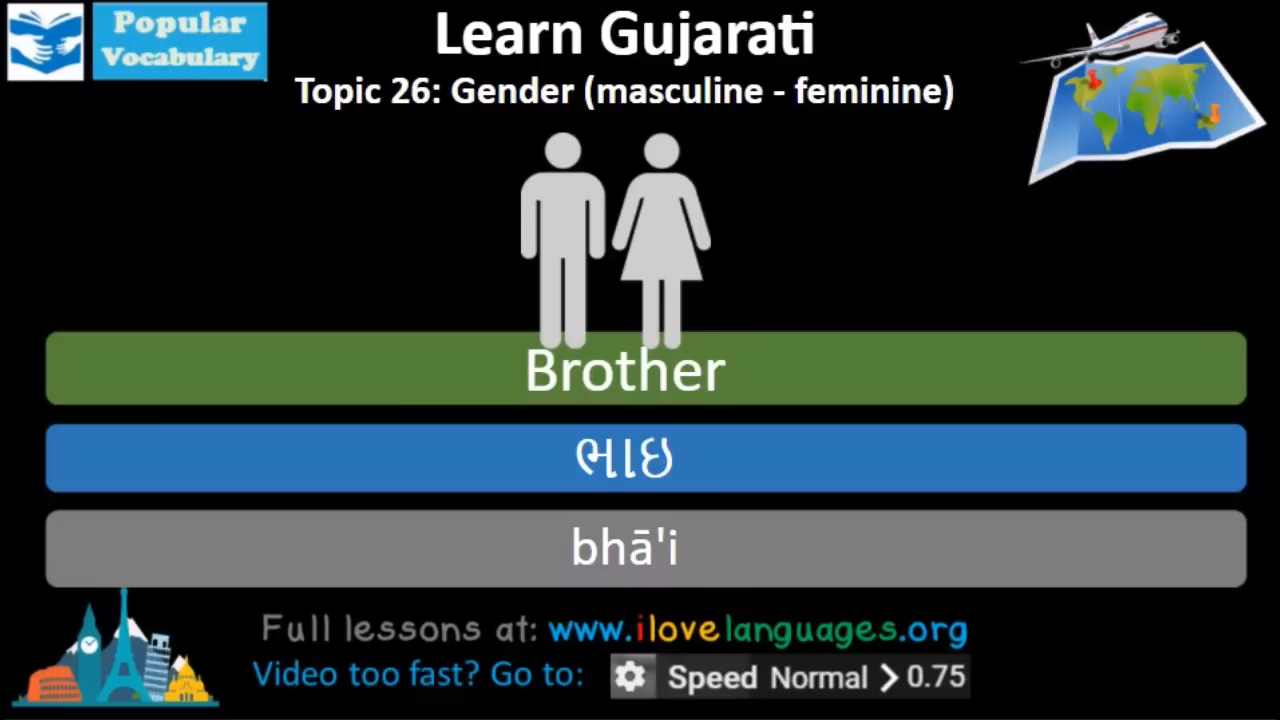 Popular
Vocabulary
Learn Gujarati
Topic 26: Gender (masculine - feminine)
Brother
ભાઇ
bhā'i
Full lessons at: www.ilovelanguages.org
Video too fast? Go to: Speed Normal > 0.75